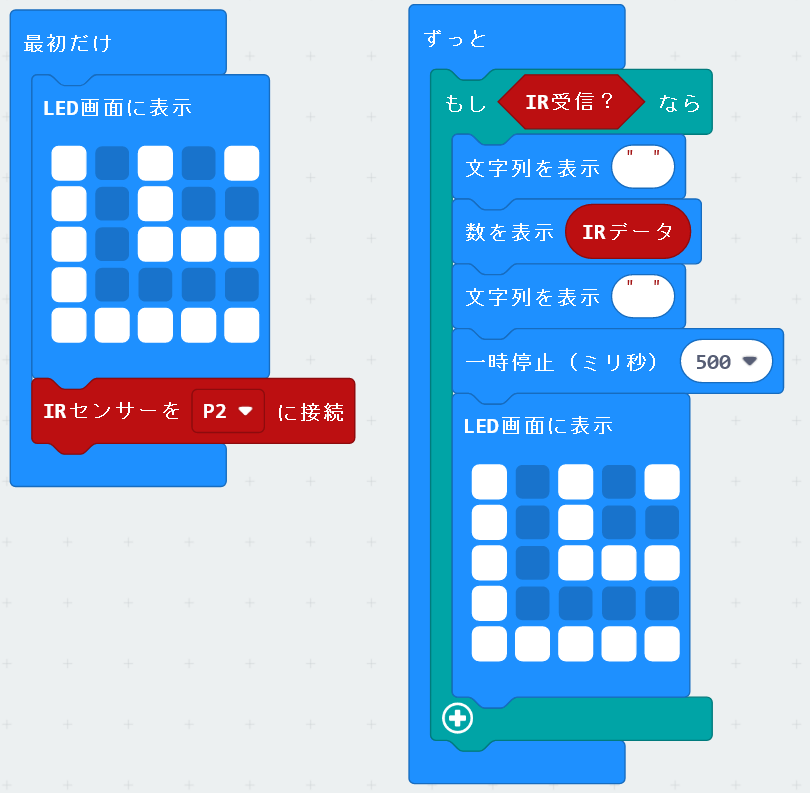 最初だけ
LED画面に表示
IRセンサーを P2 に接続
ずっと
もし IR受信？ なら
文字列を表示 " "
数を表示 IRデータ
文字列を表示 " "
一時停止（ミリ秒） 500
LED画面に表示